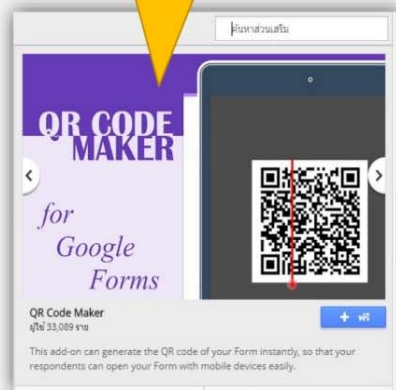 ค้นหาส่วนเสริม
QR CODE
MAKER
for
Google
Forms
QR Code Maker
ผู้ใช้ 33,089 ราย
+ ฟรี
This add-on can generate the QR code of your Form instantly, so that your
respondents can open your Form with mobile devices easily.